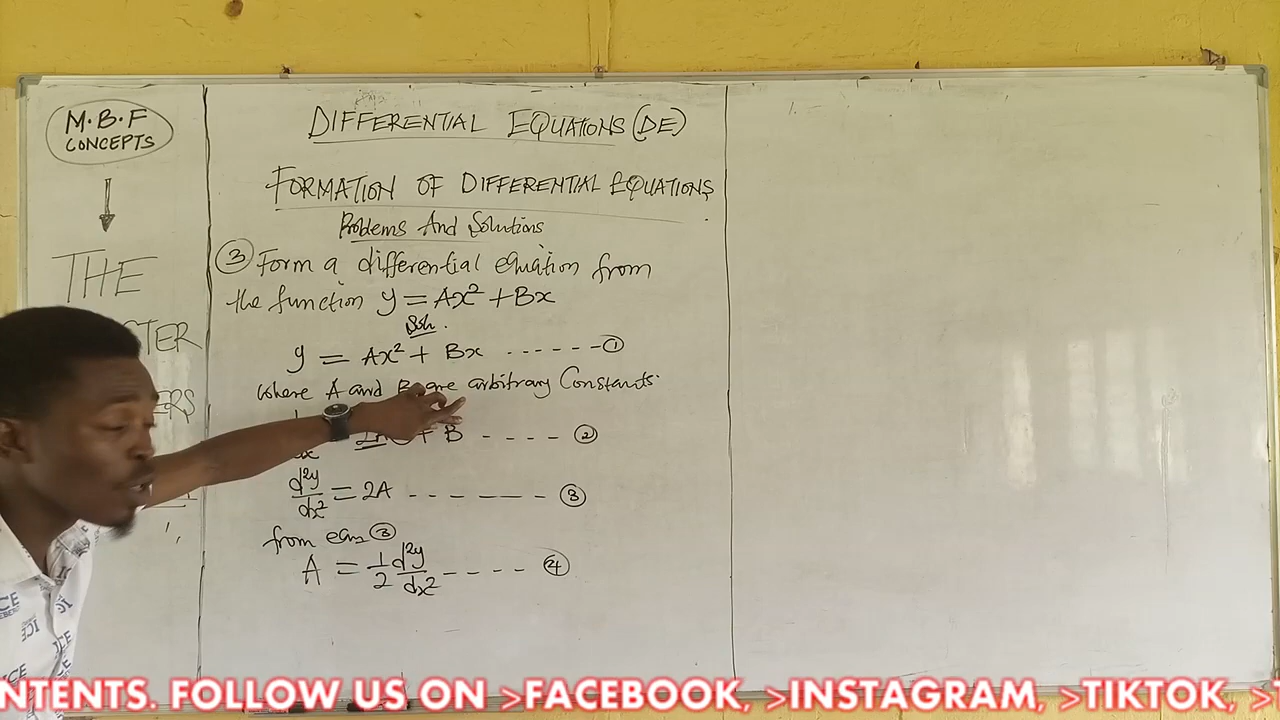 M.B.F
CONCEPTS
THE
DIFFERENTIAL EQUATIONS (DE)
FORMATION OF DIFFERENTIAL EQUATIONS
Problems And Solutions
③ Form a differential equation from
the function y = Ax² + Bx
Soln.
y = Ax² + Bx ------ ①
where A and B are arbitrary Constants.
+ B ---- ②
d²y/dx² = 2A ------ ③
from eqn ③
A = 1/2 d²y/dx² ---- ④
NTENTS. FOLLOW US ON >FACEBOOK, >INSTAGRAM, >TIKTOK, >